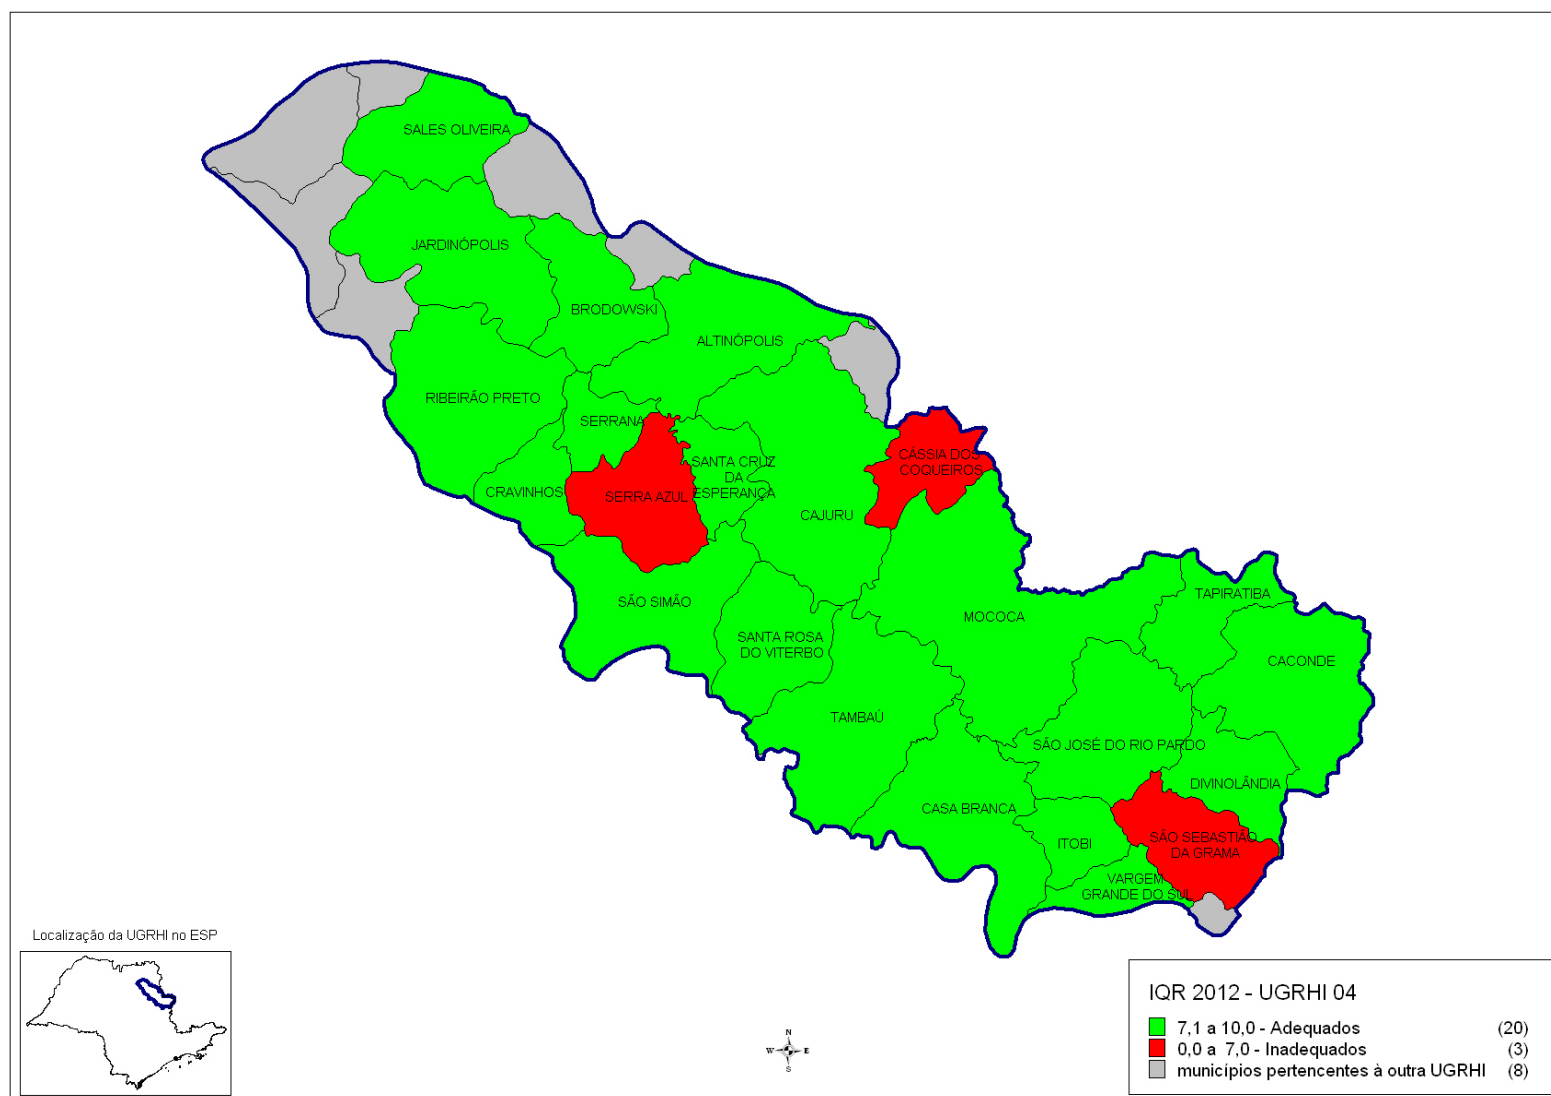 SALES OLIVEIRA
JARDINÓPOLIS
BRODOWSKI
ALTINÓPOLIS
RIBEIRÃO PRETO
SERRANA
CÁSSIA DOS
COQUEIROS
SANTA CRUZ
DA
ESPERANÇA
CRAVINHOS
SERRA AZUL
CAJURU
SÃO SIMÃO
TAPIRATIBA
MOCOCA
SANTA ROSA
DO VITERBO
CACONDE
TAMBAÚ
SÃO JOSÉ DO RIO PARDO
DIVINOLÂNDIA
CASA BRANCA
SÃO SEBASTIÃO
DA GRAMA
ITOBI
VARGEM
GRANDE DO SUL
Localização da UGRHI no ESP
N
W E
S
IQR 2012 - UGRHI 04
7,1 a 10,0 - Adequados (20)
0,0 a 7,0 - Inadequados (3)
municípios pertencentes à outra UGRHI (8)